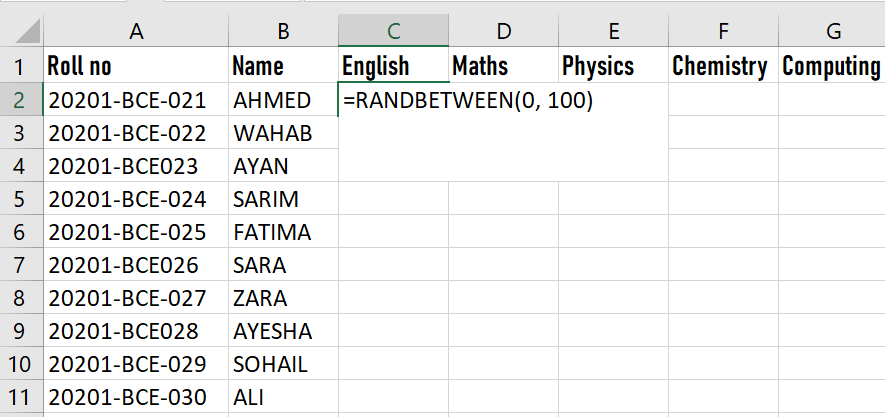 A B C D E F G
1 Roll no Name English Maths Physics Chemistry Computing
2 20201-BCE-021 AHMED =RANDBETWEEN(0, 100)
3 20201-BCE-022 WAHAB
4 20201-BCE023 AYAN
5 20201-BCE-024 SARIM
6 20201-BCE-025 FATIMA
7 20201-BCE026 SARA
8 20201-BCE-027 ZARA
9 20201-BCE028 AYESHA
10 20201-BCE-029 SOHAIL
11 20201-BCE-030 ALI